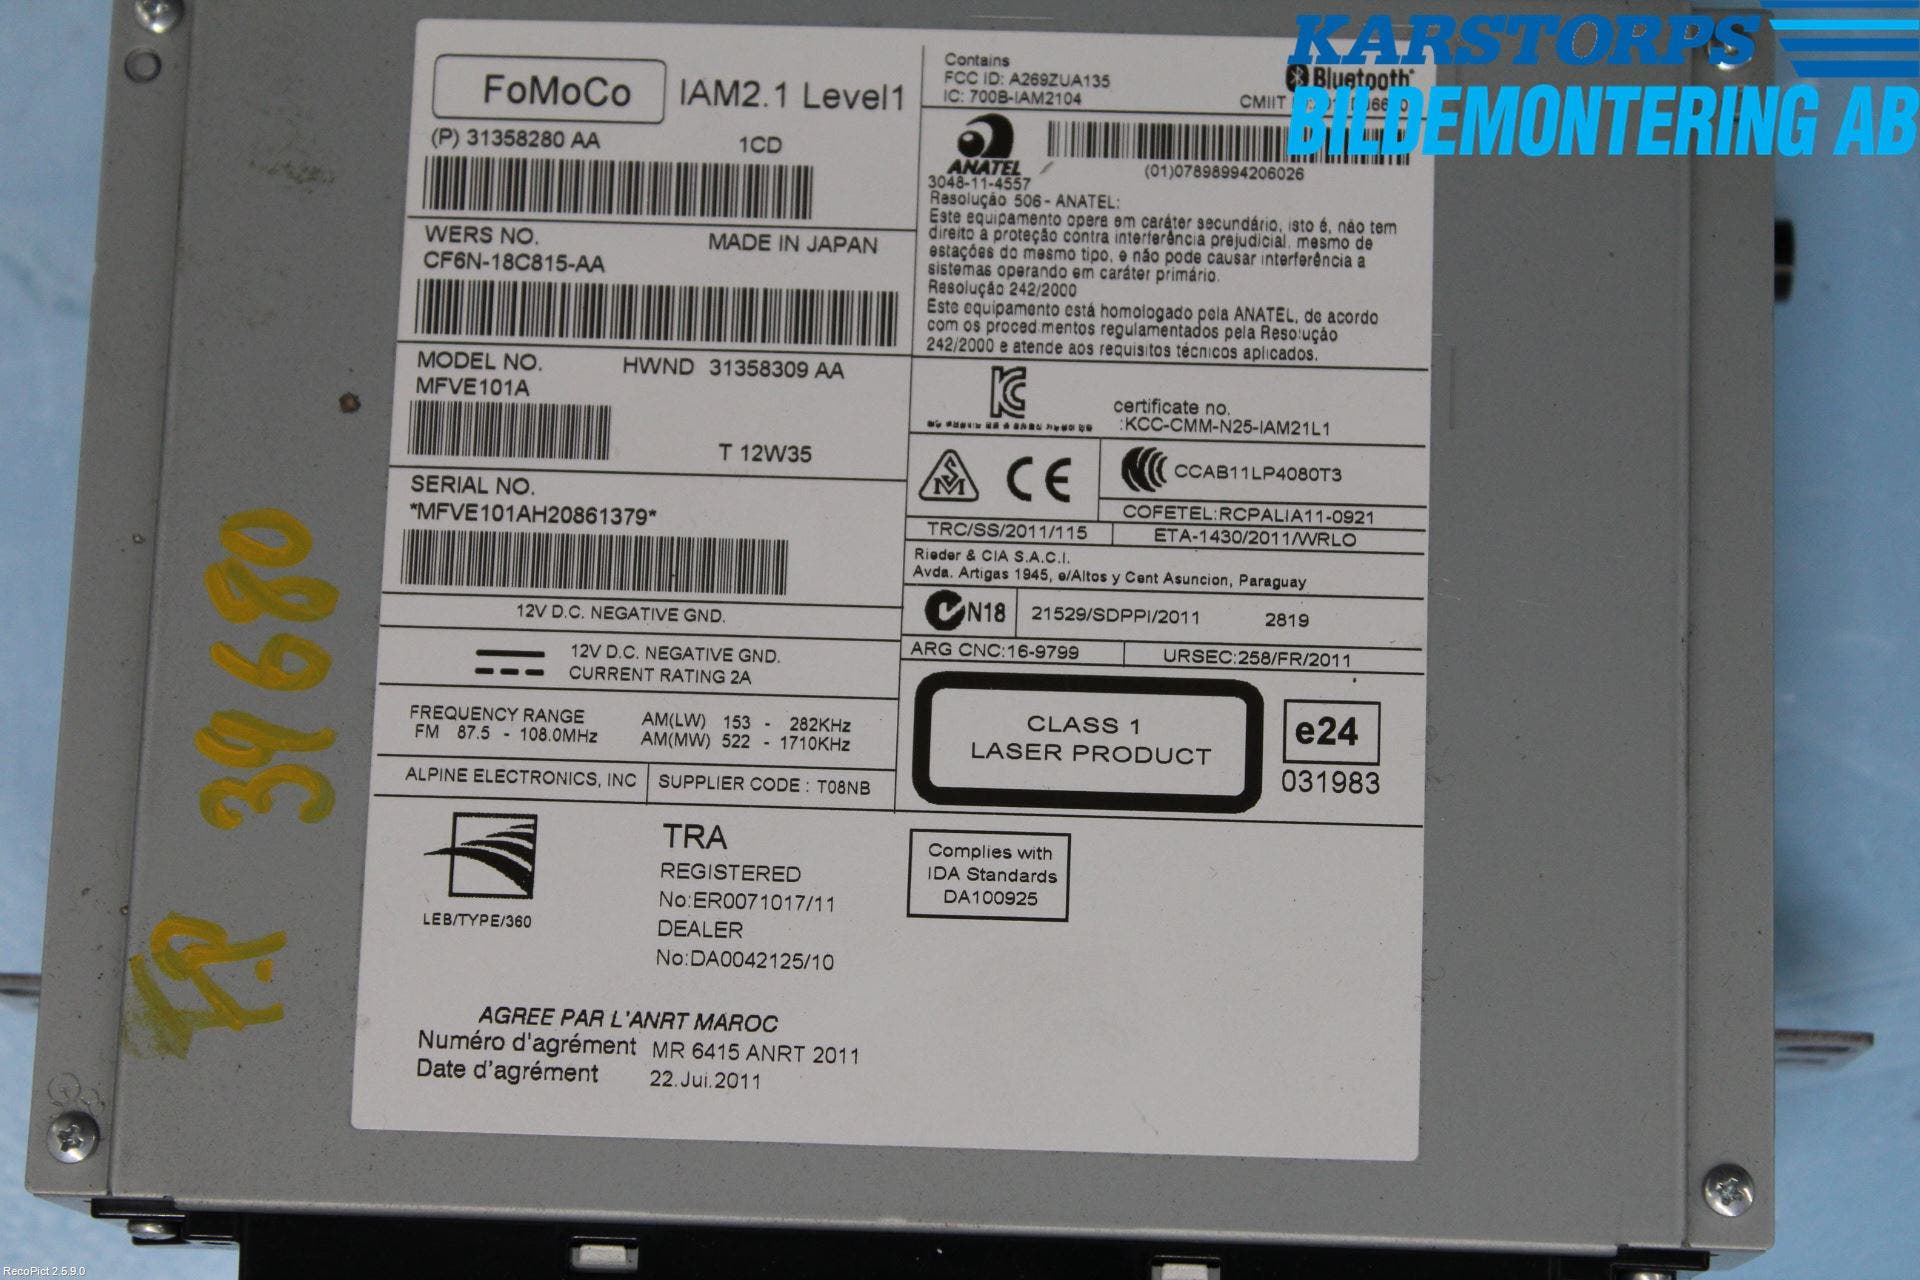 KARSTORPS
BILDEMONTERING AB
FoMoCo
IAM2.1 Level1
(P) 31358280 AA
1CD
WERS NO.
MADE IN JAPAN
CF6N-18C815-AA
MODEL NO.
HWND 31358309 AA
MFVE101A
T 12W35
SERIAL NO.
*MFVE101AH20861379*
12V D.C. NEGATIVE GND.
12V D.C. NEGATIVE GND.
CURRENT RATING 2A
FREQUENCY RANGE
FM 87.5 - 108.0MHz
AM(LW) 153 - 282KHz
AM(MW) 522 - 1710KHz
ALPINE ELECTRONICS, INC
SUPPLIER CODE : T08NB
Contains
FCC ID: A269ZUA135
IC: 700B-IAM2104
Bluetooth
CMIIT
ANATEL
3048-11-4557
(01)07898994206026
Resolução 506 - ANATEL:
Este equipamento opera em caráter secundário, isto é, não tem
direito a proteção contra interferência prejudicial, mesmo de
estações do mesmo tipo, e não pode causar interferência a
sistemas operando em caráter primário.
Resolução 242/2000
Este equipamento está homologado pela ANATEL, de acordo
com os procedimentos regulamentados pela Resolução
242/2000 e atende aos requisitos técnicos aplicados.
certificate no.
:KCC-CMM-N25-IAM21L1
CE
CCAB11LP4080T3
COFETEL:RCPALIA11-0921
TRC/SS/2011/115
ETA-1430/2011/WRLO
Rieder & CIA S.A.C.I.
Avda. Artigas 1945, e/Altos y Cent Asuncion, Paraguay
N18
21529/SDPPI/2011
2819
ARG CNC:16-9799
URSEC:258/FR/2011
CLASS 1
LASER PRODUCT
e24
031983
LEB/TYPE/360
TRA
REGISTERED
No:ER0071017/11
DEALER
No:DA0042125/10
Complies with
IDA Standards
DA100925
AGREE PAR L'ANRT MAROC
Numéro d'agrément MR 6415 ANRT 2011
Date d'agrément 22.Jui.2011
39680
RecoPict 2.5.9.0